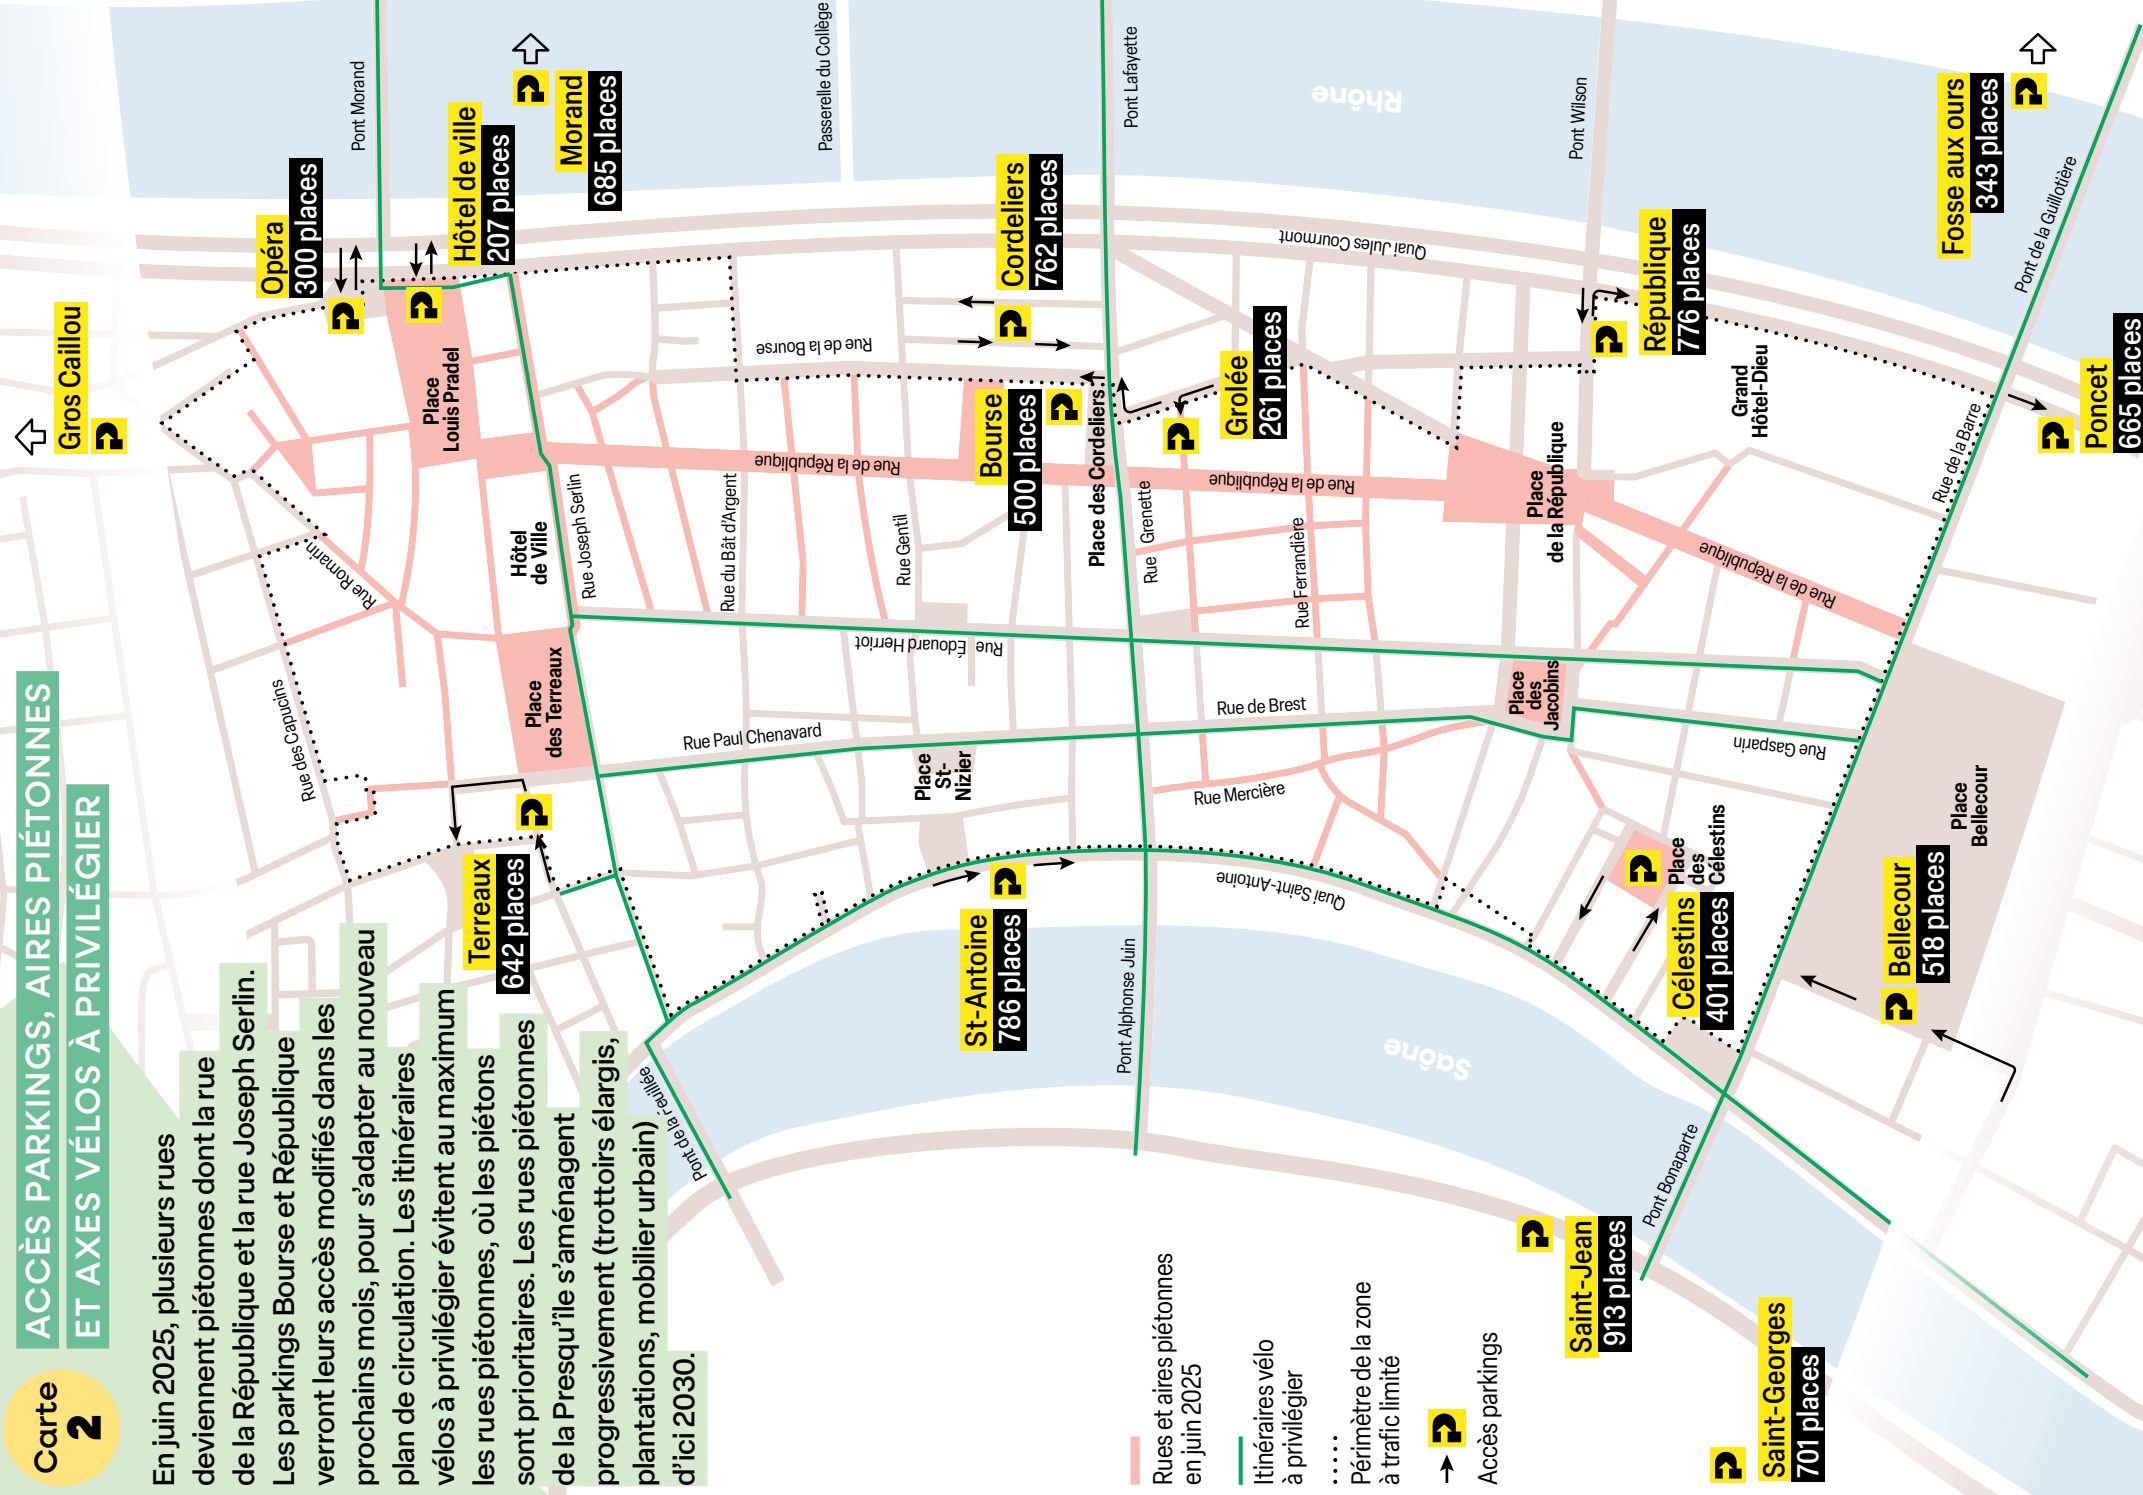 Carte
2
ACCÈS PARKINGS, AIRES PIÉTONNES
ET AXES VÉLOS À PRIVILÉGIER
En juin 2025, plusieurs rues
deviennent piétonnes dont la rue
de la République et la rue Joseph Serlin.
Les parkings Bourse et République
verront leurs accès modifiés dans les
prochains mois, pour s'adapter au nouveau
plan de circulation. Les itinéraires
vélos à privilégier évitent au maximum
les rues piétonnes, où les piétons
sont prioritaires. Les rues piétonnes
de la Presqu'île s'aménagent
progressivement (trottoirs élargis,
plantations, mobilier urbain)
d'ici 2030.
Gros Caillou
P
Opéra
300 places
P
Pont Morand
Hôtel de ville
207 places
P
P
Morand
685 places
Passerelle du Collège
Place
Louis Pradel
Rue Romarin
Rue des Capucins
Hôtel
de Ville
Rue Joseph Serlin
Place
des Terreaux
P
Terreaux
642 places
Rue de la Bourse
Rue de la République
Rue du Bât d'Argent
Rue Gentil
Rue Édouard Herriot
Rue Paul Chenavard
Place
St-
Nizier
Cordeliers
762 places
P
Pont Lafayette
Bourse
500 places
P
Place des Cordeliers
P
Grolée
261 places
Rue Grenette
Rue de la République
Rue Ferrandière
Rue de Brest
Rue Mercière
Quai Jules Courmont
Rhône
Pont Wilson
République
776 places
P
Place
de la République
Grand
Hôtel-Dieu
Rue de la République
Place
des
Jacobins
Rue Gasparin
Rue de la Barre
Pont de la Guillotière
Fosse aux ours
343 places
P
P
Poncet
665 places
Pont de la Feuillée
P
St-Antoine
786 places
Quai Saint-Antoine
Pont Alphonse Juin
Saône
P
Place
des
Célestins
Célestins
401 places
Place
Bellecour
Bellecour
518 places
P
Pont Bonaparte
P
Saint-Jean
913 places
P
Saint-Georges
701 places
Rues et aires piétonnes
en juin 2025
Itinéraires vélo
à privilégier
Périmètre de la zone
à trafic limité
P
Accès parkings